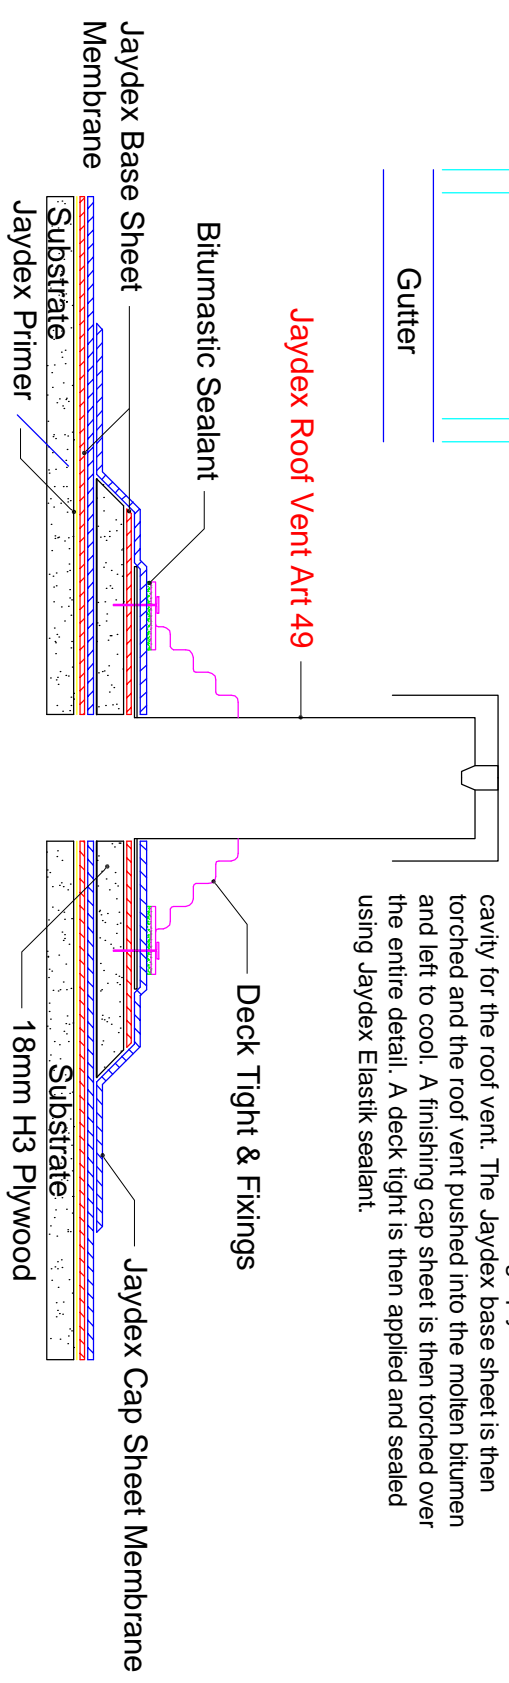 cavity for the roof vent. The Jaydex base sheet is then
torched and the roof vent pushed into the molten bitumen
and left to cool. A finishing cap sheet is then torched over
the entire detail. A deck tight is then applied and sealed
using Jaydex Elastik sealant.
Gutter
Jaydex Roof Vent Art 49
Deck Tight & Fixings
Bitumastic Sealant
Jaydex Base Sheet
Membrane
Jaydex Cap Sheet Membrane
Substrate
Substrate
Jaydex Primer
18mm H3 Plywood